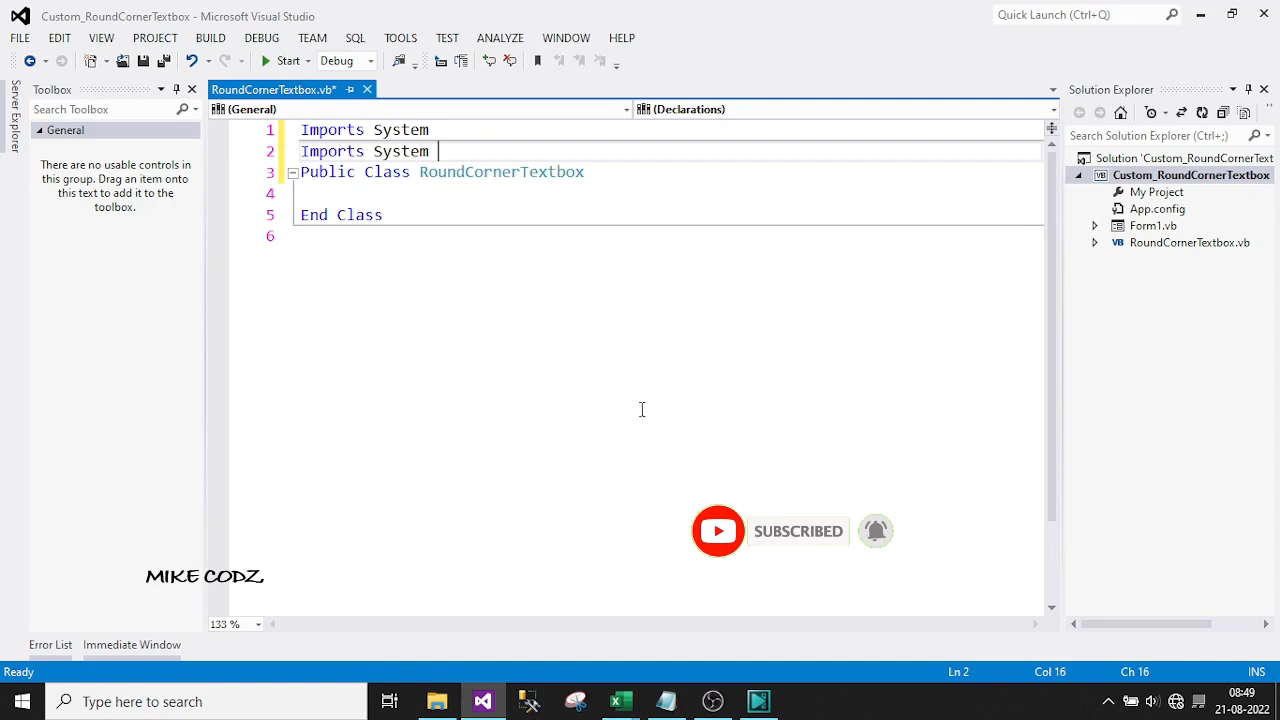 Custom_RoundCornerTextbox - Microsoft Visual Studio
Quick Launch (Ctrl+Q)
FILE EDIT VIEW PROJECT BUILD DEBUG TEAM SQL TOOLS TEST ANALYZE WINDOW HELP
Start Debug
Server Explorer
Toolbox
Search Toolbox
General
There are no usable controls in
this group. Drag an item onto
this text to add it to the
toolbox.
RoundCornerTextbox.vb*
(General) (Declarations)
1 Imports System
2 Imports System
3 Public Class RoundCornerTextbox
4
5 End Class
6
Solution Explorer
Search Solution Explorer (Ctrl+;)
Solution 'Custom_RoundCornerText
Custom_RoundCornerTextbox
My Project
App.config
Form1.vb
RoundCornerTextbox.vb
SUBSCRIBED
MIKE CODZ,
133 %
Error List Immediate Window
Ready Ln 2 Col 16 Ch 16 INS
Type here to search
08:49
21-08-2022